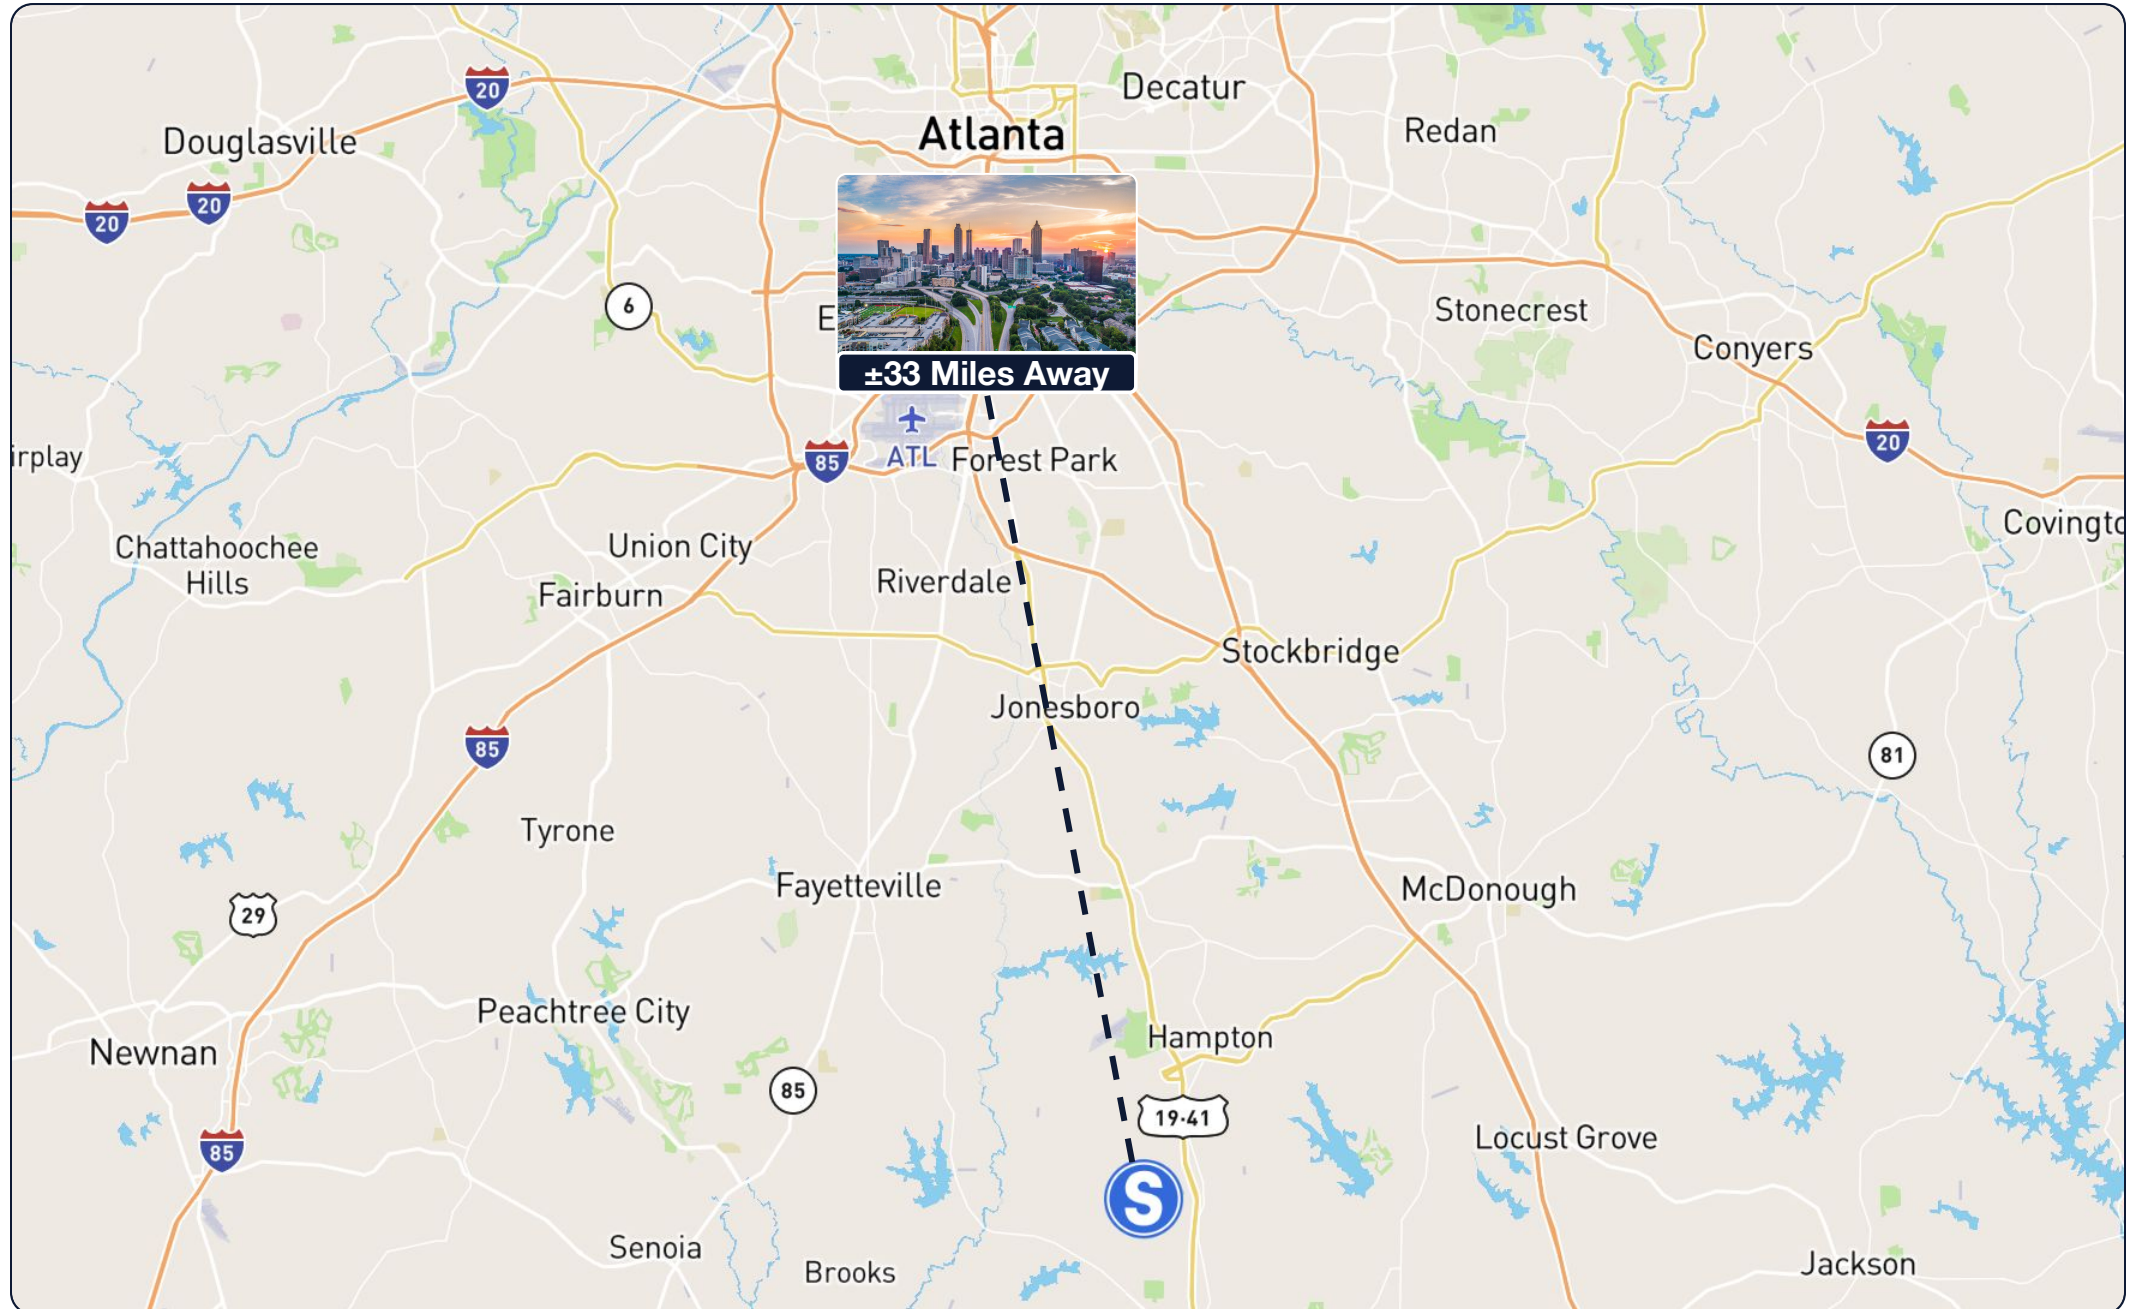 Decatur
20
Atlanta
Redan
Douglasville
20
20
6
E
Stonecrest
Conyers
±33 Miles Away
ATL
Forest Park
85
20
irplay
Covingto
Chattahoochee
Hills
Union City
Fairburn
Riverdale
Stockbridge
Jonesboro
85
81
Tyrone
Fayetteville
McDonough
29
Peachtree City
Hampton
Newnan
85
19·41
85
Locust Grove
S
Senoia
Brooks
Jackson